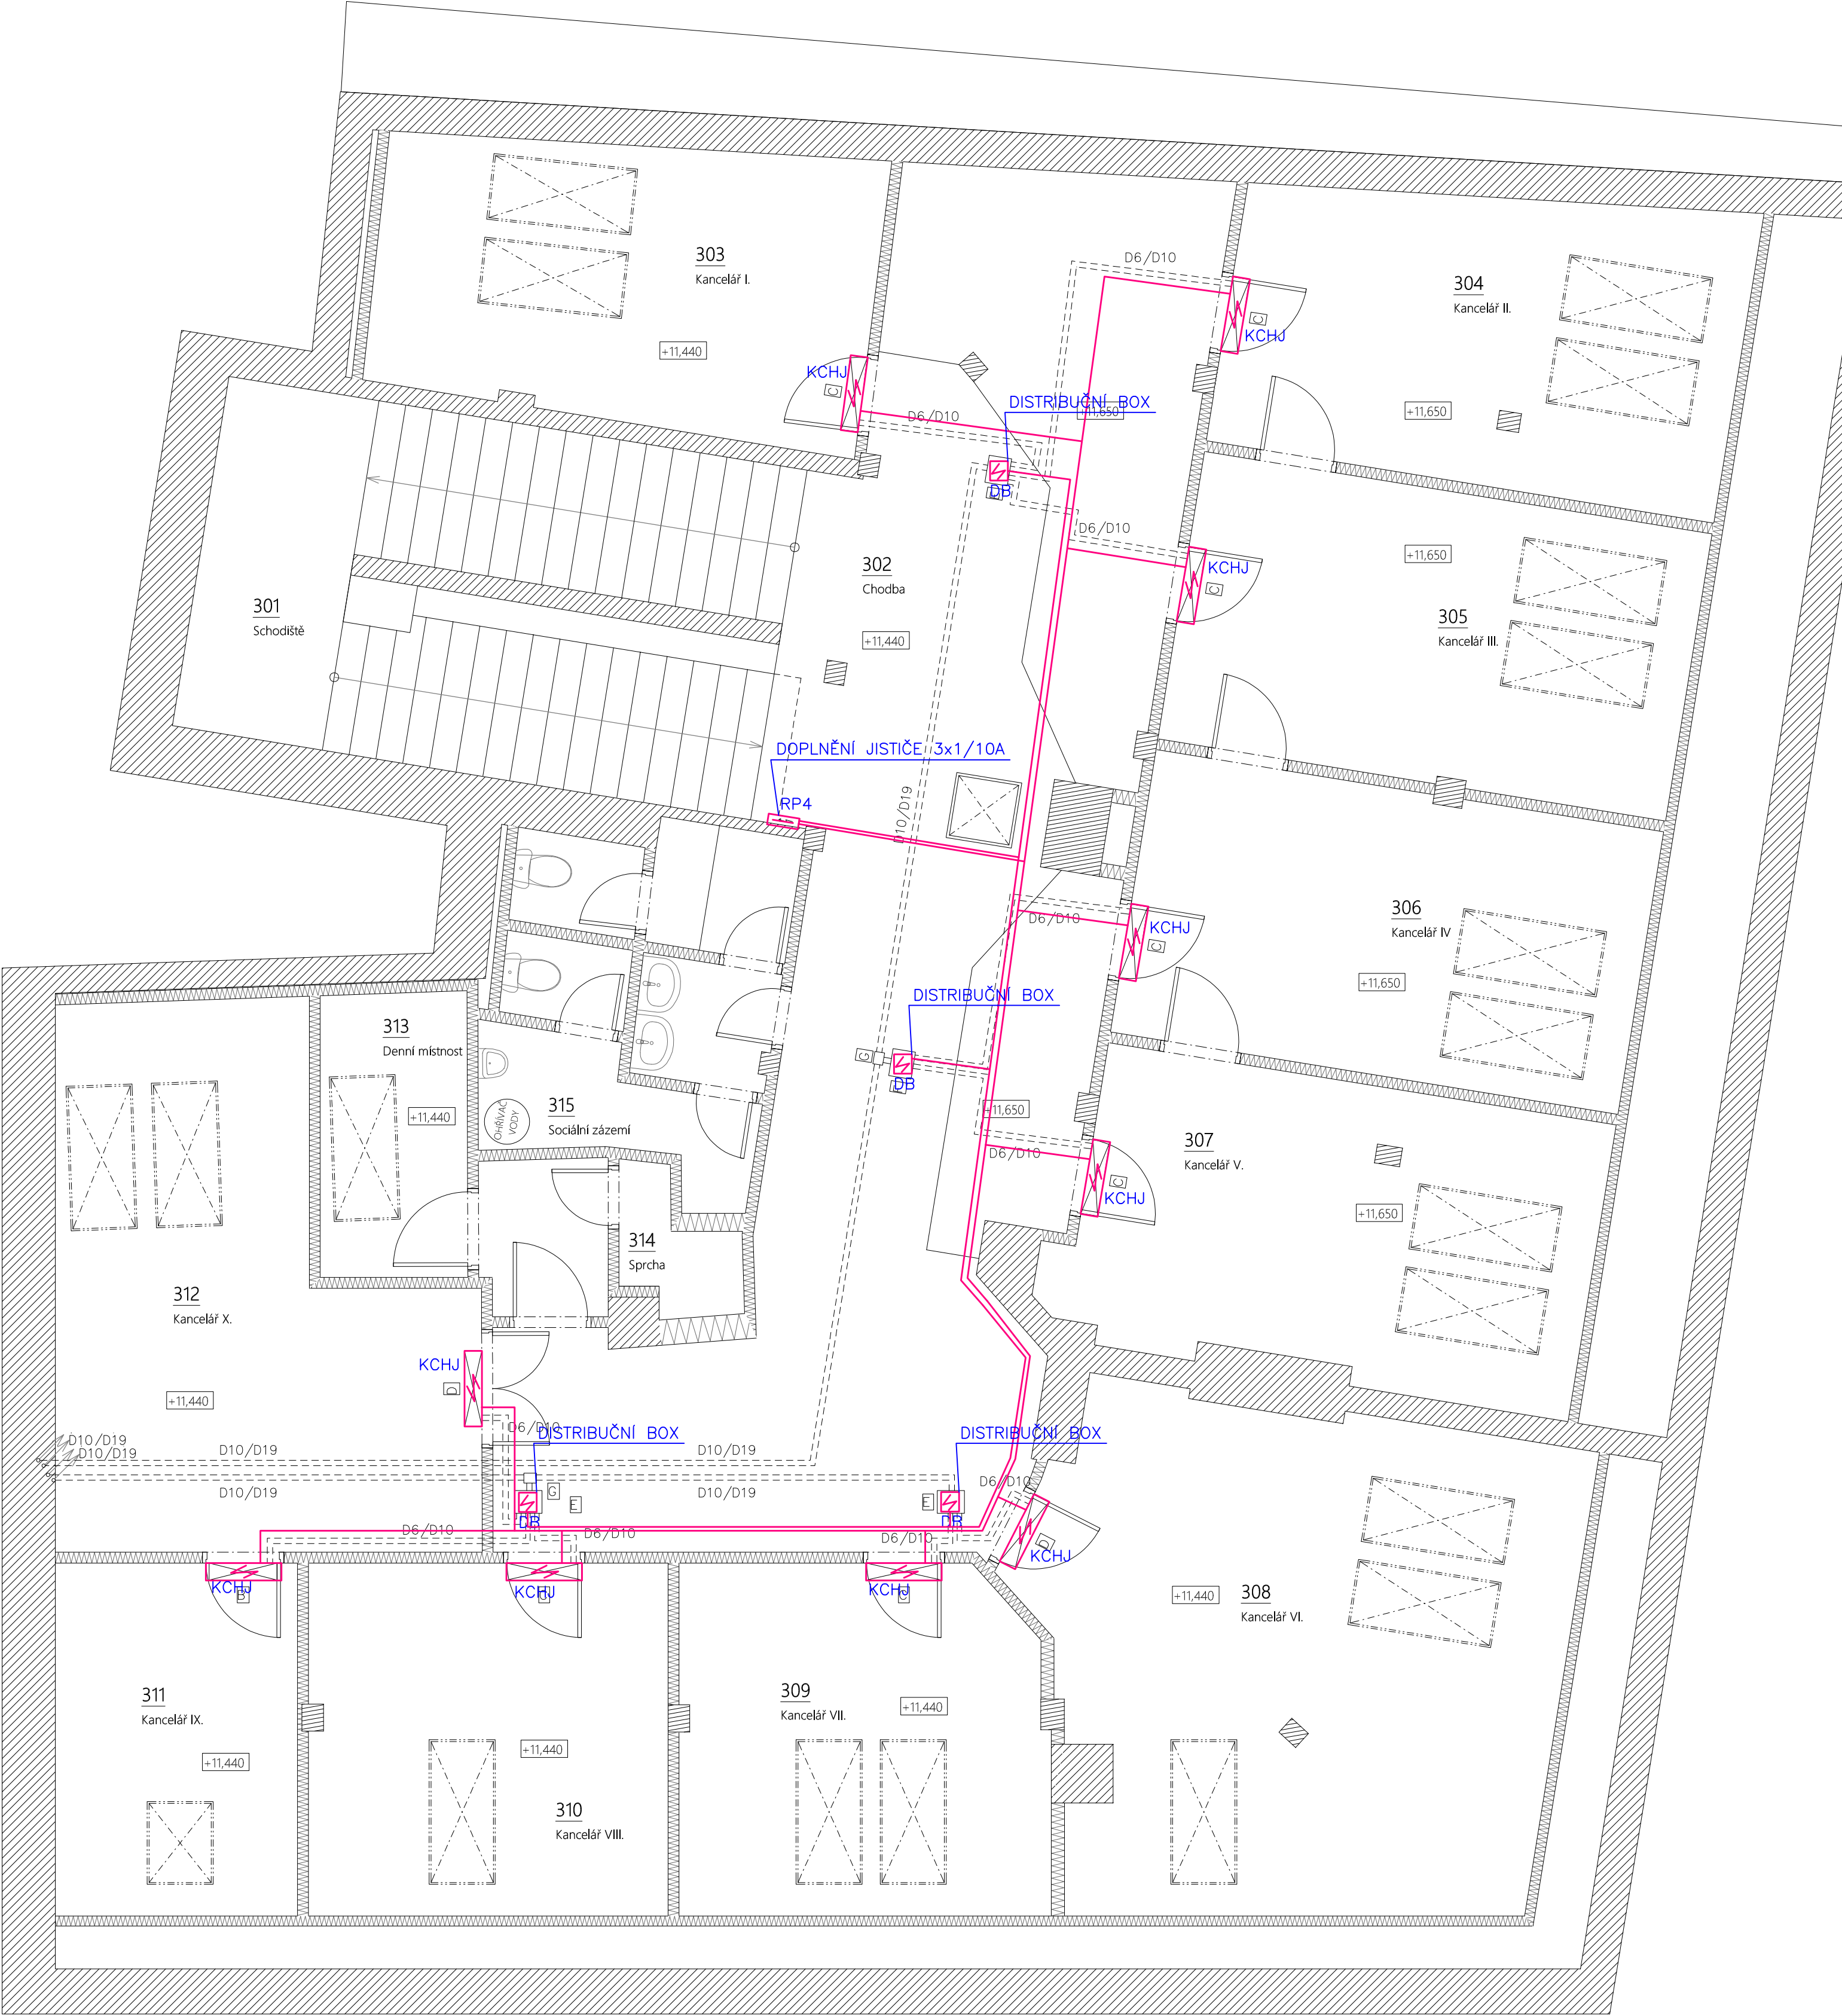 303
Kancelář I.
+11,440
KCHJ
C
D6/D10
D6/D10
KCHJ
C
304
Kancelář II.
+11,650
DISTRIBUČNÍ BOX
+11,650
DB
D6/D10
KCHJ
C
+11,650
305
Kancelář III.
302
Chodba
+11,440
301
Schodiště
DOPLNĚNÍ JISTIČE 3x1/10A
RP4
D10/D19
D6/D10
KCHJ
C
306
Kancelář IV
+11,650
DISTRIBUČNÍ BOX
G
DB
+11,650
D6/D10
KCHJ
C
307
Kancelář V.
+11,650
313
Denní místnost
+11,440
OHŘÍVAČ
VODY
315
Sociální zázemí
314
Sprcha
312
Kancelář X.
+11,440
KCHJ
D
D6/D10
DISTRIBUČNÍ BOX
DISTRIBUČNÍ BOX
D10/D19
D10/D19
D10/D19
D10/D19
D10/D19
D10/D19
G
E
E
DB
DB
D6/D10
D6/D10
D6/D10
D6/D10
KCHJ
D
KCHJ
B
KCHJ
C
KCHJ
C
308
Kancelář VI.
+11,440
311
Kancelář IX.
+11,440
310
Kancelář VIII.
+11,440
309
Kancelář VII.
+11,440